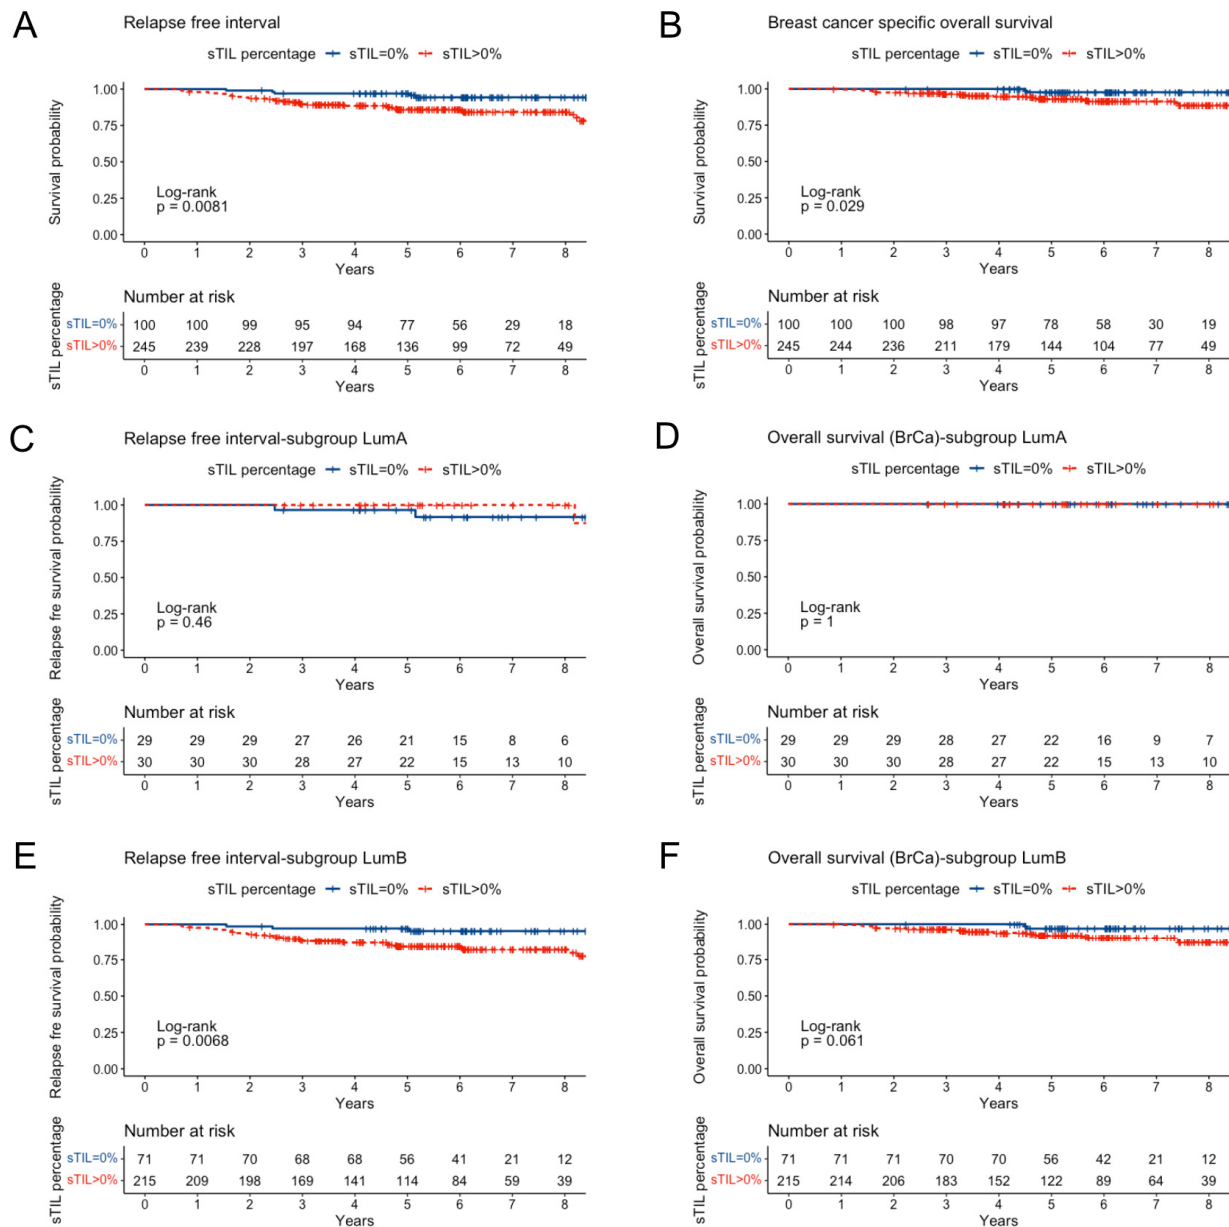 A
Relapse free interval
sTIL percentage sTIL=0% sTIL>0%
Survival probability
1.00
0.75
0.50
0.25
0.00
Log-rank
p = 0.0081
0 1 2 3 4 5 6 7 8
Years
Number at risk
sTIL percentage
sTIL=0% 100 100 99 95 94 77 56 29 18
sTIL>0% 245 239 228 197 168 136 99 72 49
0 1 2 3 4 5 6 7 8
Years
B
Breast cancer specific overall survival
sTIL percentage sTIL=0% sTIL>0%
Survival probability
1.00
0.75
0.50
0.25
0.00
Log-rank
p = 0.029
0 1 2 3 4 5 6 7 8
Years
Number at risk
sTIL percentage
sTIL=0% 100 100 100 98 97 78 58 30 19
sTIL>0% 245 244 236 211 179 144 104 77 49
0 1 2 3 4 5 6 7 8
Years
C
Relapse free interval-subgroup LumA
sTIL percentage sTIL=0% sTIL>0%
Relapse fre survival probability
1.00
0.75
0.50
0.25
0.00
Log-rank
p = 0.46
0 1 2 3 4 5 6 7 8
Years
Number at risk
sTIL percentage
sTIL=0% 29 29 29 27 26 21 15 8 6
sTIL>0% 30 30 30 28 27 22 15 13 10
0 1 2 3 4 5 6 7 8
Years
D
Overall survival (BrCa)-subgroup LumA
sTIL percentage sTIL=0% sTIL>0%
Overall survival probability
1.00
0.75
0.50
0.25
0.00
Log-rank
p = 1
0 1 2 3 4 5 6 7 8
Years
Number at risk
sTIL percentage
sTIL=0% 29 29 29 28 27 22 16 9 7
sTIL>0% 30 30 30 28 27 22 15 13 10
0 1 2 3 4 5 6 7 8
Years
E
Relapse free interval-subgroup LumB
sTIL percentage sTIL=0% sTIL>0%
Relapse fre survival probability
1.00
0.75
0.50
0.25
0.00
Log-rank
p = 0.0068
0 1 2 3 4 5 6 7 8
Years
Number at risk
sTIL percentage
sTIL=0% 71 71 70 68 68 56 41 21 12
sTIL>0% 215 209 198 169 141 114 84 59 39
0 1 2 3 4 5 6 7 8
Years
F
Overall survival (BrCa)-subgroup LumB
sTIL percentage sTIL=0% sTIL>0%
Overall survival probability
1.00
0.75
0.50
0.25
0.00
Log-rank
p = 0.061
0 1 2 3 4 5 6 7 8
Years
Number at risk
sTIL percentage
sTIL=0% 71 71 71 70 70 56 42 21 12
sTIL>0% 215 214 206 183 152 122 89 64 39
0 1 2 3 4 5 6 7 8
Years